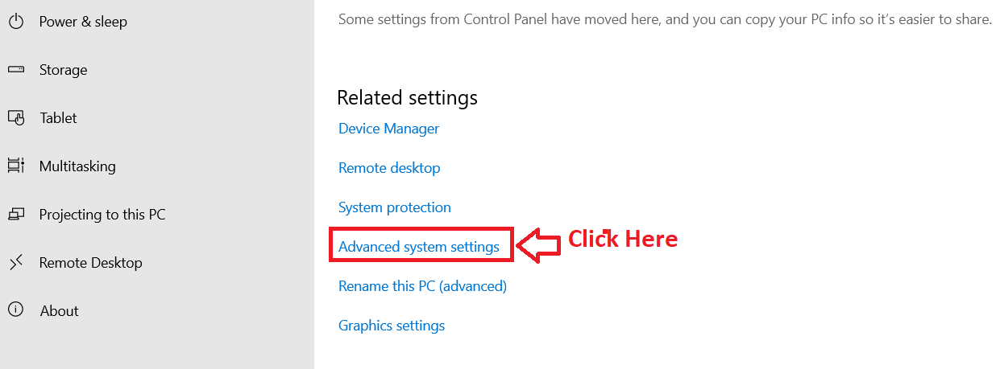 Power & sleep
Storage
Tablet
Multitasking
Projecting to this PC
Remote Desktop
About
Some settings from Control Panel have moved here, and you can copy your PC info so it’s easier to share.
Related settings
Device Manager
Remote desktop
System protection
Advanced system settings
Click Here
Rename this PC (advanced)
Graphics settings